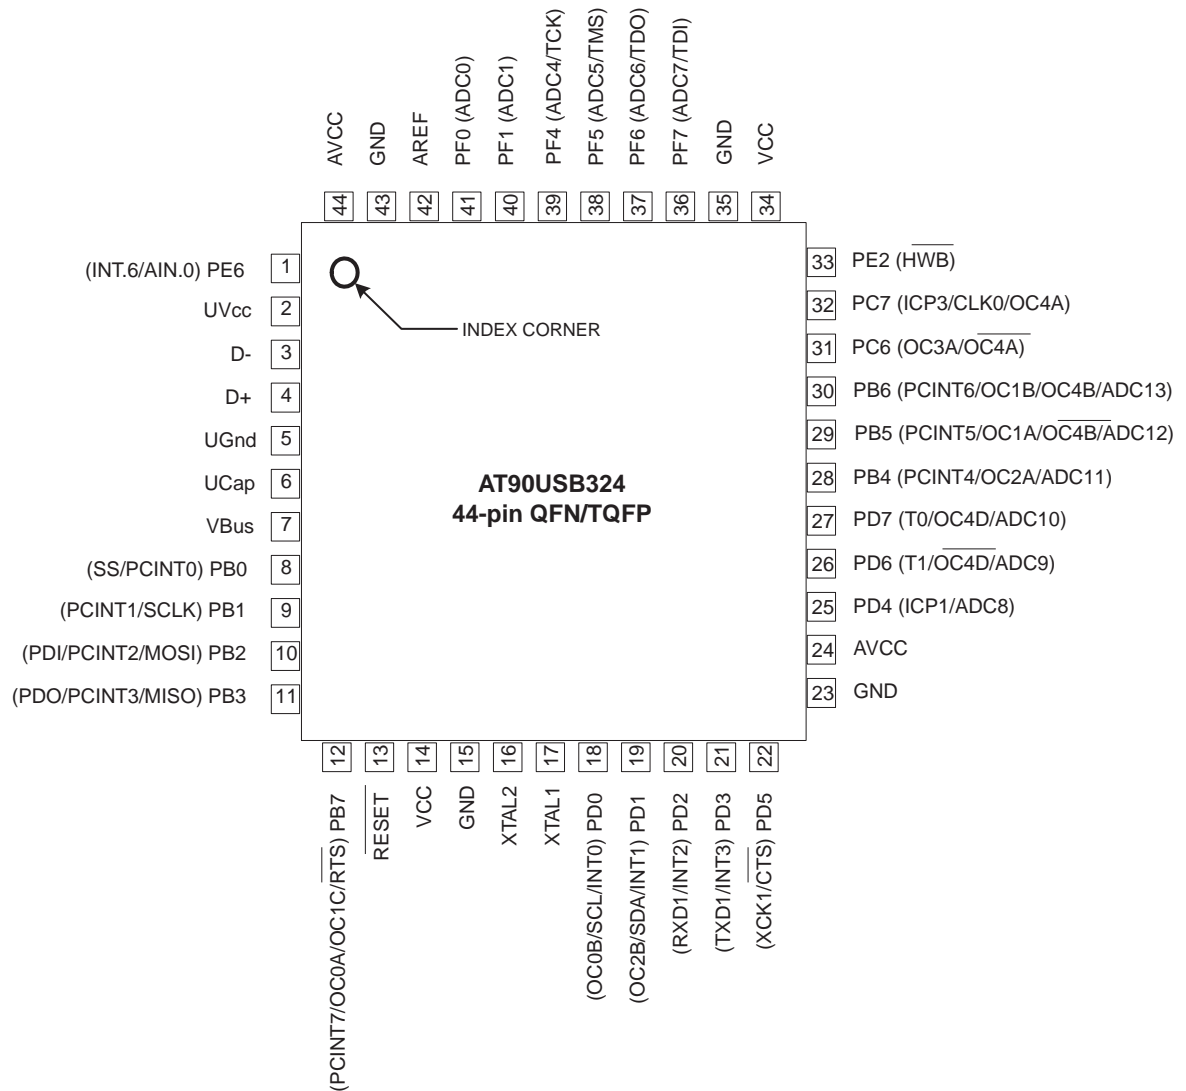 AVCC
GND
AREF
PF0 (ADC0)
PF1 (ADC1)
PF4 (ADC4/TCK)
PF5 (ADC5/TMS)
PF6 (ADC6/TDO)
PF7 (ADC7/TDI)
GND
VCC
44
43
42
41
40
39
38
37
36
35
34
(INT.6/AIN.0) PE6 1
UVcc 2
D- 3
D+ 4
UGnd 5
UCap 6
VBus 7
(SS/PCINT0) PB0 8
(PCINT1/SCLK) PB1 9
(PDI/PCINT2/MOSI) PB2 10
(PDO/PCINT3/MISO) PB3 11
INDEX CORNER
AT90USB324
44-pin QFN/TQFP
33 PE2 (HWB)
32 PC7 (ICP3/CLK0/OC4A)
31 PC6 (OC3A/OC4A)
30 PB6 (PCINT6/OC1B/OC4B/ADC13)
29 PB5 (PCINT5/OC1A/OC4B/ADC12)
28 PB4 (PCINT4/OC2A/ADC11)
27 PD7 (T0/OC4D/ADC10)
26 PD6 (T1/OC4D/ADC9)
25 PD4 (ICP1/ADC8)
24 AVCC
23 GND
12
13
14
15
16
17
18
19
20
21
22
(PCINT7/OC0A/OC1C/RTS) PB7
RESET
VCC
GND
XTAL2
XTAL1
(OC0B/SCL/INT0) PD0
(OC2B/SDA/INT1) PD1
(RXD1/INT2) PD2
(TXD1/INT3) PD3
(XCK1/CTS) PD5